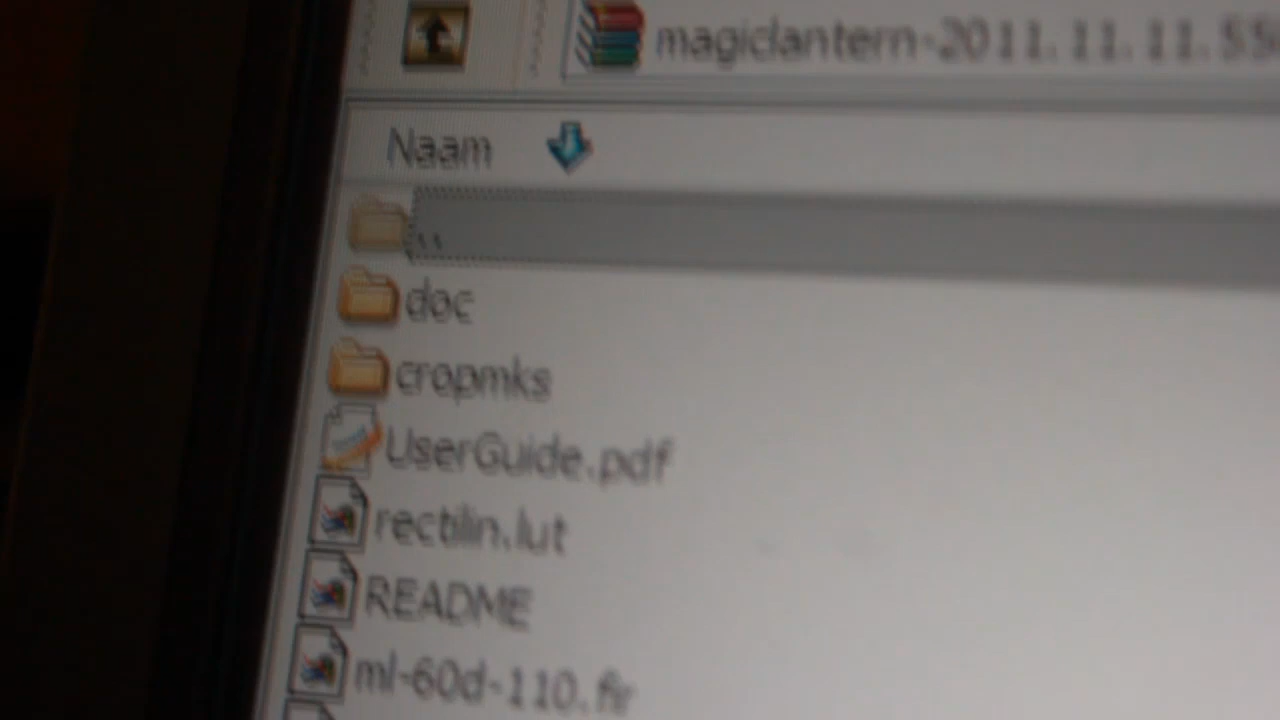 magiclantern-2011.11.11.55
Naam
..
doc
cropmks
UserGuide.pdf
rectilin.lut
README
ml-60d-110.fir